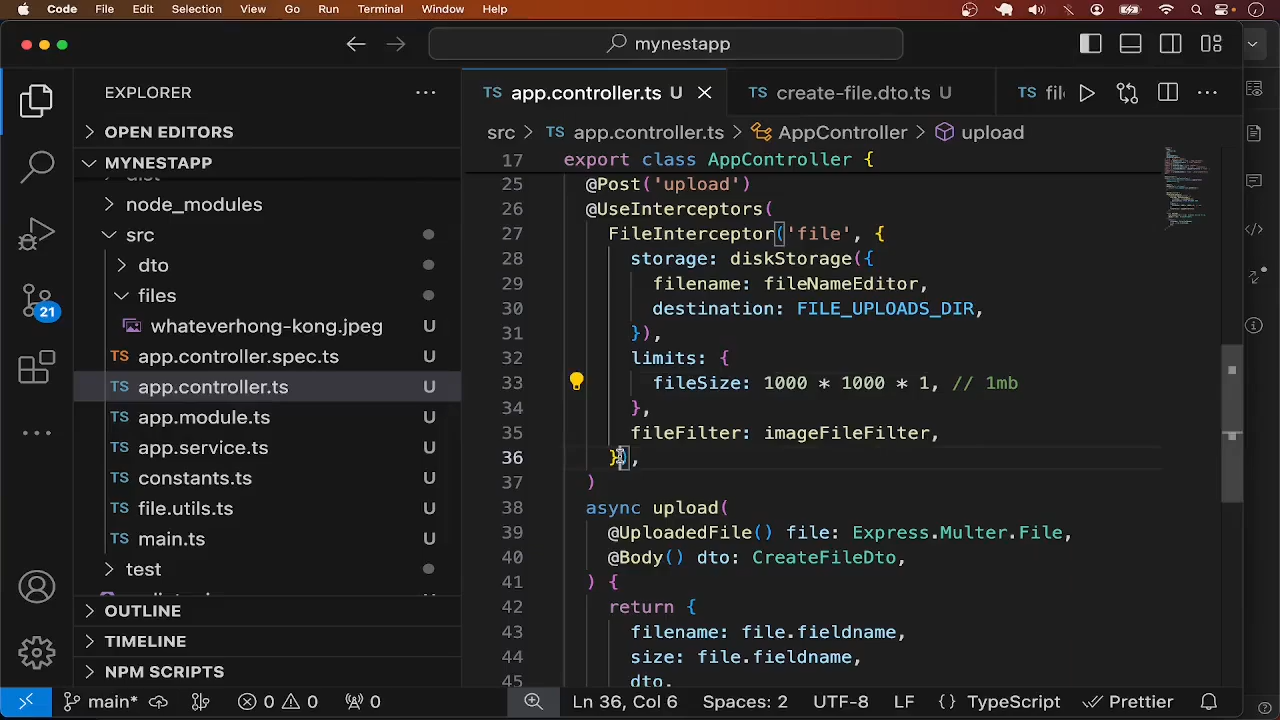 Code File Edit Selection View Go Run Terminal Window Help
mynestapp
EXPLORER
TS app.controller.ts U
TS create-file.dto.ts U
TS fil
OPEN EDITORS
src > TS app.controller.ts > AppController > upload
MYNESTAPP
node_modules
src
dto
files
whateverhong-kong.jpeg U
TS app.controller.spec.ts U
TS app.controller.ts U
TS app.module.ts U
TS app.service.ts U
TS constants.ts U
TS file.utils.ts U
TS main.ts U
test
OUTLINE
TIMELINE
NPM SCRIPTS
21
17 export class AppController {
25 @Post('upload')
26 @UseInterceptors(
27 FileInterceptor('file', {
28 storage: diskStorage({
29 filename: fileNameEditor,
30 destination: FILE_UPLOADS_DIR,
31 }),
32 limits: {
33 fileSize: 1000 * 1000 * 1, // 1mb
34 },
35 fileFilter: imageFileFilter,
36 }),
37 )
38 async upload(
39 @UploadedFile() file: Express.Multer.File,
40 @Body() dto: CreateFileDto,
41 ) {
42 return {
43 filename: file.fieldname,
44 size: file.fieldname,
45 dto,
main* 0 0 0 Ln 36, Col 6 Spaces: 2 UTF-8 LF {} TypeScript Prettier